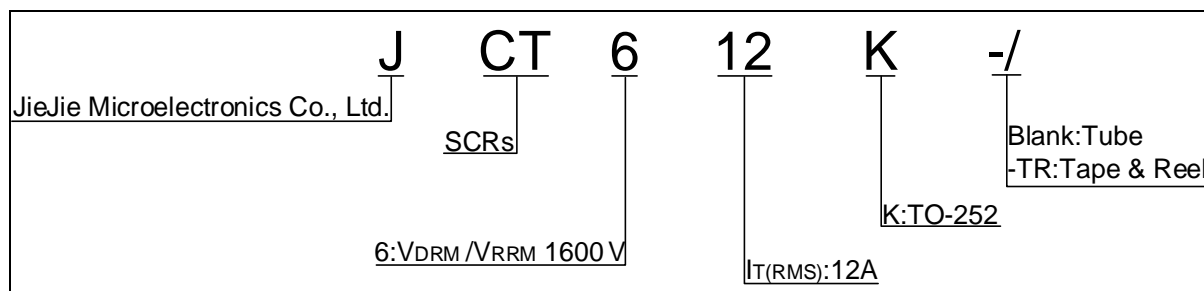 J CT 6 12 K -/
JieJie Microelectronics Co., Ltd.
SCRs
Blank:Tube
-TR:Tape & Reel
K:TO-252
6:VDRM/VRRM 1600V
IT(RMS):12A